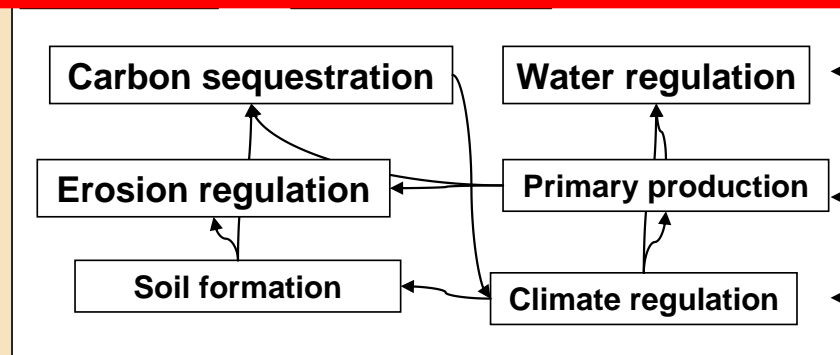 Carbon sequestration
Water regulation
Erosion regulation
Primary production
Soil formation
Climate regulation